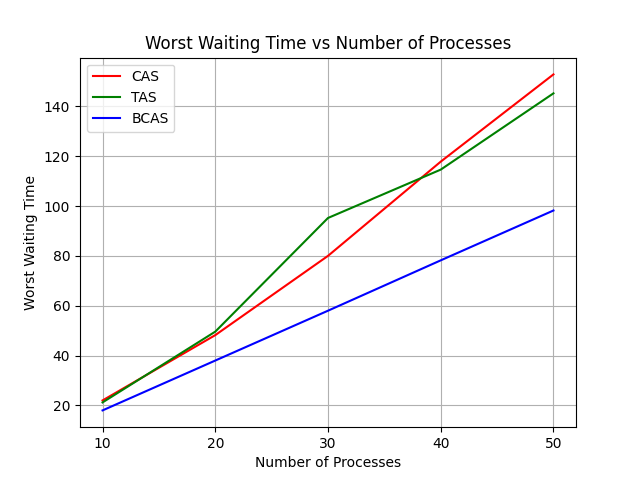 Worst Waiting Time vs Number of Processes
CAS
TAS
BCAS
Worst Waiting Time
140
120
100
80
60
40
20
10 20 30 40 50
Number of Processes